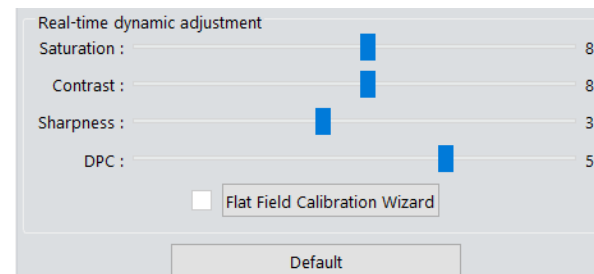 Real-time dynamic adjustment
Saturation : 8
Contrast : 8
Sharpness : 3
DPC : 5
Flat Field Calibration Wizard
Default